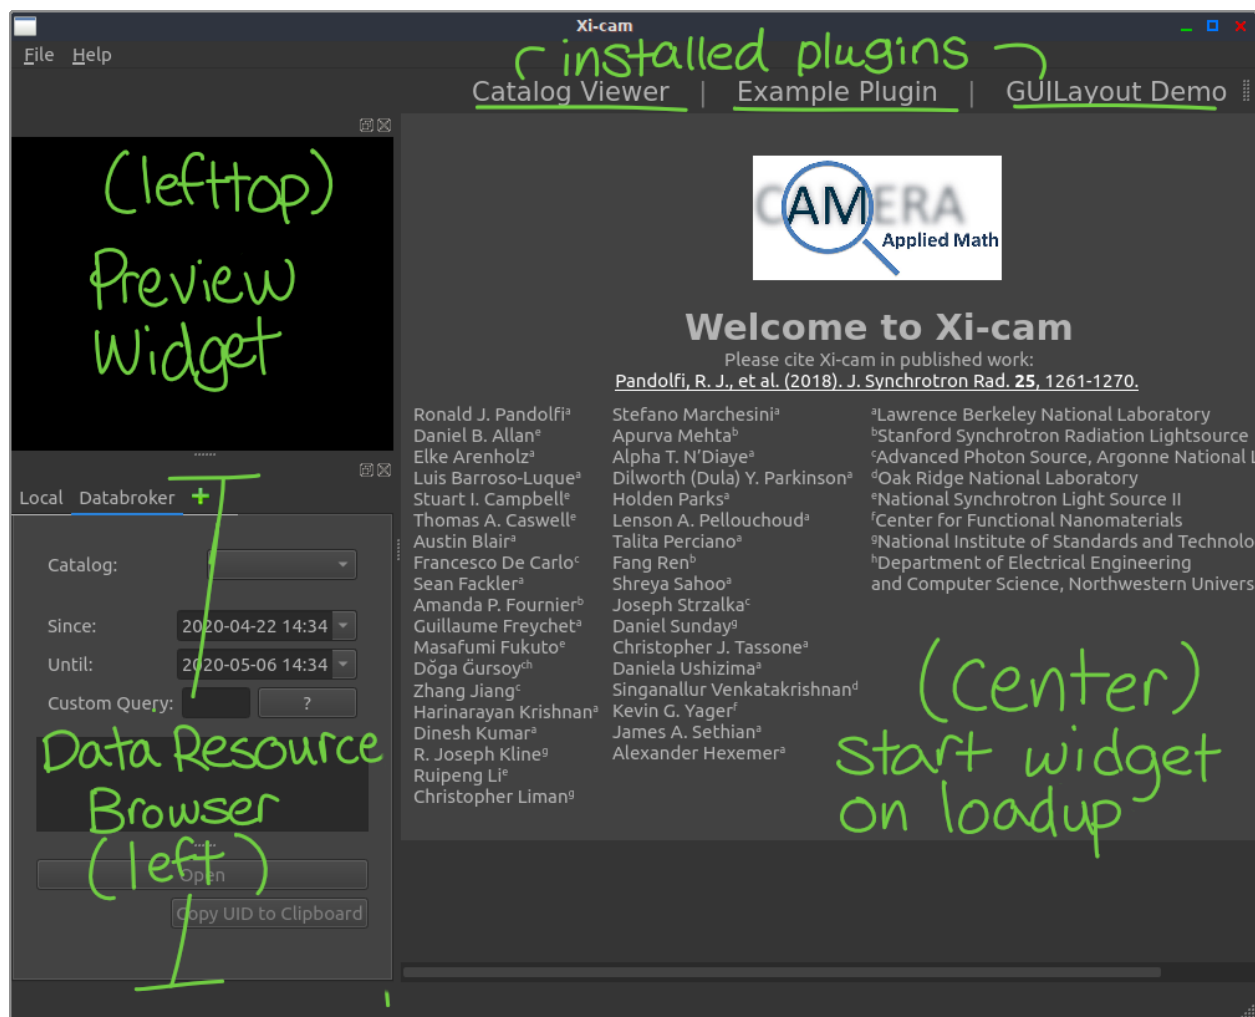 Xi-cam
File Help
installed plugins
Catalog Viewer | Example Plugin | GUILayout Demo
(lefttop)
Preview
Widget
CAMERA
Applied Math
Welcome to Xi-cam
Please cite Xi-cam in published work:
Pandolfi, R. J., et al. (2018). J. Synchrotron Rad. 25, 1261-1270.
Ronald J. Pandolfiᵃ
Daniel B. Allanᵉ
Elke Arenholzᵃ
Luis Barroso-Luqueᵃ
Stuart I. Campbellᵉ
Thomas A. Caswellᵉ
Austin Blairᵃ
Francesco De Carloᶜ
Sean Facklerᵃ
Amanda P. Fournierᵇ
Guillaume Freychetᵃ
Masafumi Fukutoᵉ
Dŏga G̈ursoyᶜʰ
Zhang Jiangᶜ
Harinarayan Krishnanᵃ
Dinesh Kumarᵃ
R. Joseph Klineᵍ
Ruipeng Liᵉ
Christopher Limanᵍ
Stefano Marchesiniᵃ
Apurva Mehtaᵇ
Alpha T. N'Diayeᵃ
Dilworth (Dula) Y. Parkinsonᵃ
Holden Parksᵃ
Lenson A. Pellouchoudᵃ
Talita Percianoᵃ
Fang Renᵇ
Shreya Sahooᵃ
Joseph Strzalkaᶜ
Daniel Sundayᵍ
Christopher J. Tassoneᵃ
Daniela Ushizimaᵃ
Singanallur Venkatakrishnanᵈ
Kevin G. Yagerᶠ
James A. Sethianᵃ
Alexander Hexemerᵃ
ᵃLawrence Berkeley National Laboratory
ᵇStanford Synchrotron Radiation Lightsource
ᶜAdvanced Photon Source, Argonne National L
ᵈOak Ridge National Laboratory
ᵉNational Synchrotron Light Source II
ᶠCenter for Functional Nanomaterials
ᵍNational Institute of Standards and Technolo
ʰDepartment of Electrical Engineering
and Computer Science, Northwestern Univers
(center)
start widget
on loadup
Local Databroker +
Catalog:
Since: 2020-04-22 14:34
Until: 2020-05-06 14:34
Custom Query: ?
Data Resource
Browser
(left)
Open
Copy UID to Clipboard